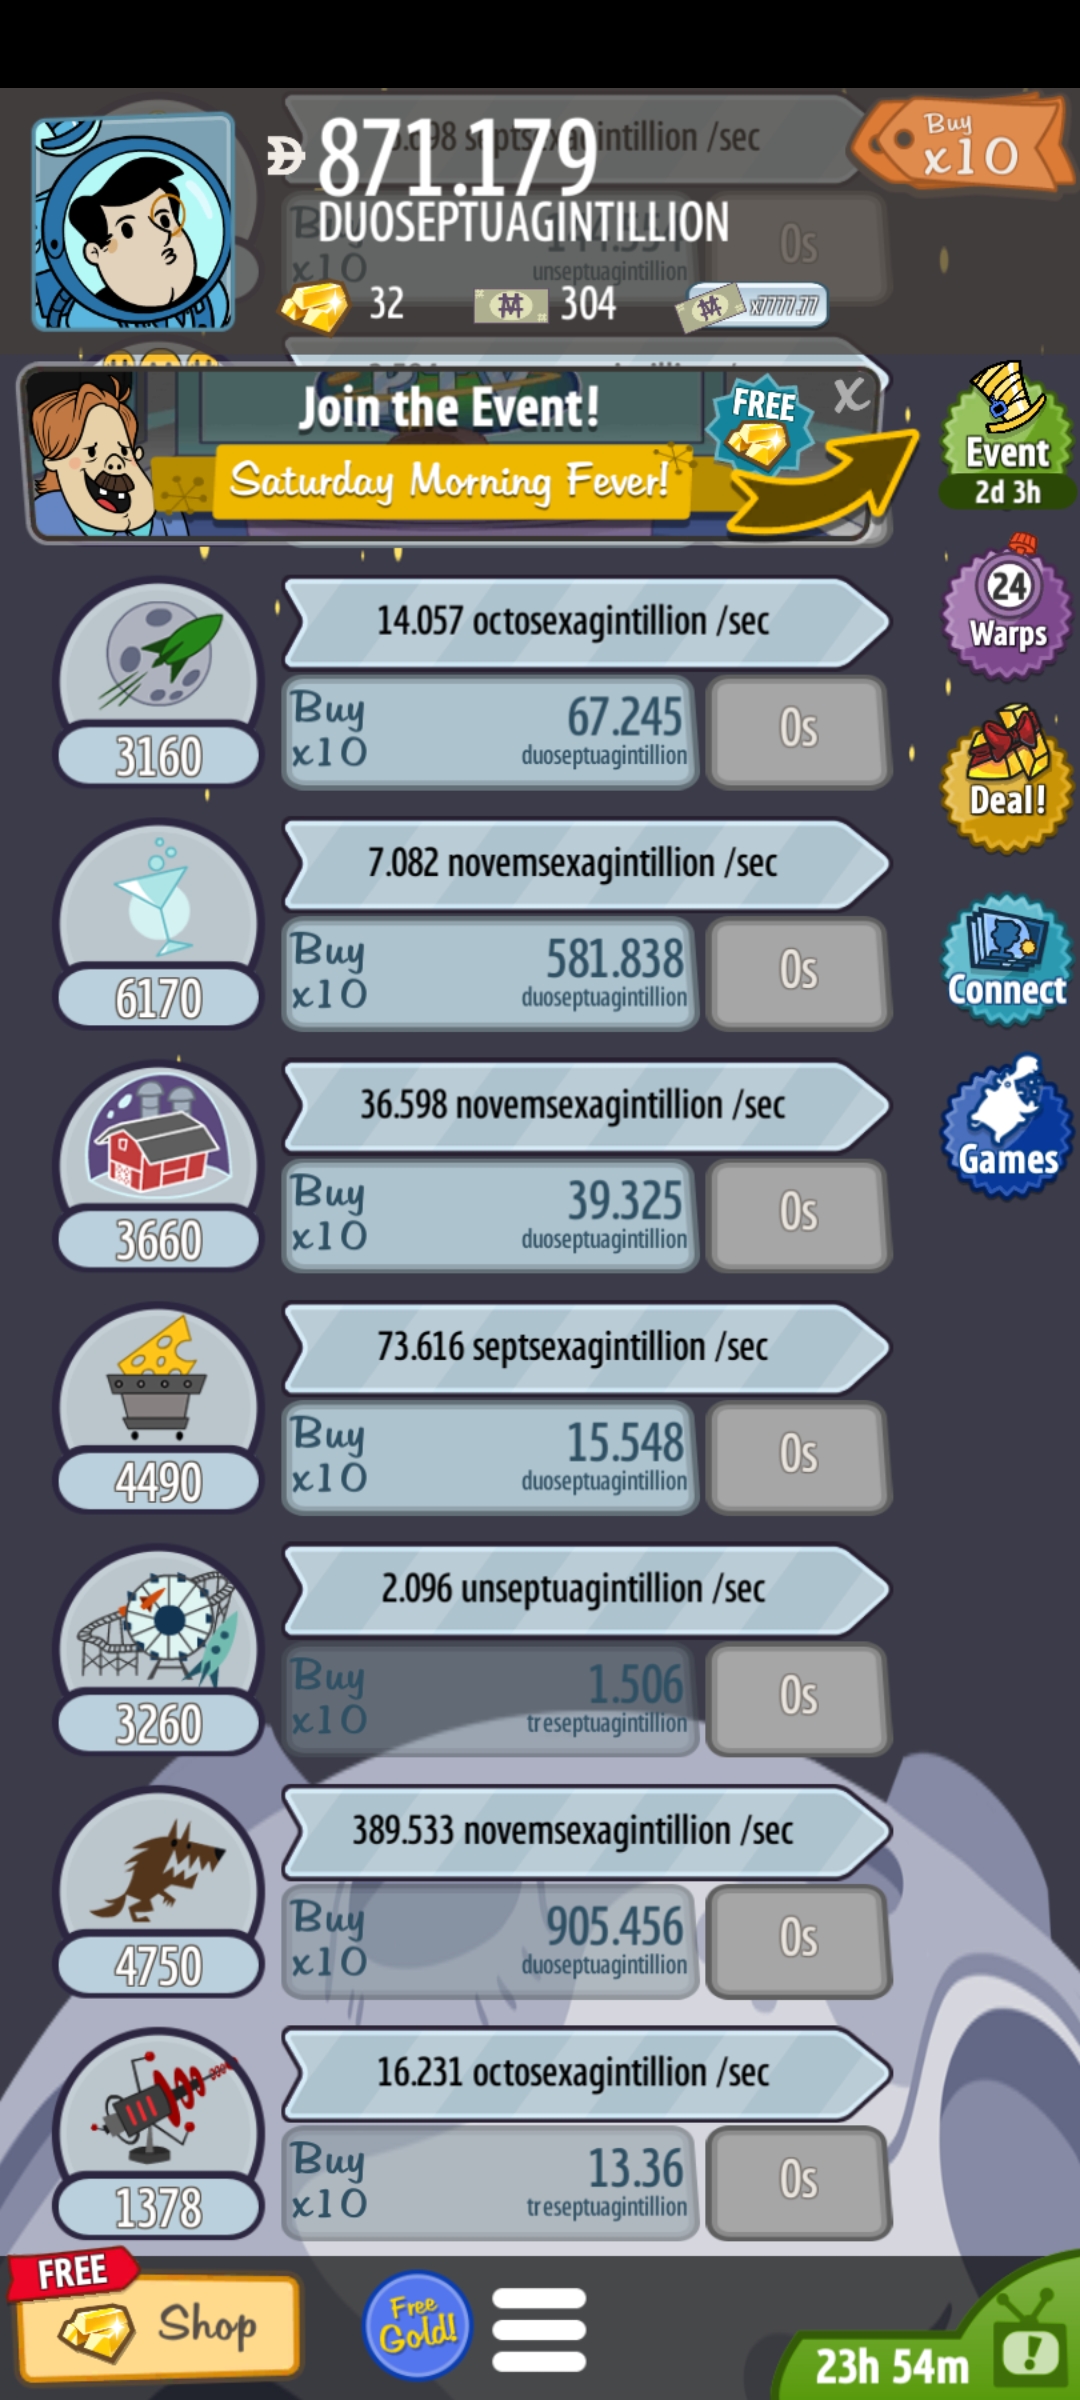 871.179
DUOSEPTUAGINTILLION
Buy
x10
Buy
x10
unseptuagintillion
0s
32
304
x7777.77
Join the Event!
FREE
X
Saturday Morning Fever!
Event
2d 3h
24
Warps
Deal!
Connect
Games
14.057 octosexagintillion /sec
3160
Buy
x10
67.245
duoseptuagintillion
0s
7.082 novemsexagintillion /sec
6170
Buy
x10
581.838
duoseptuagintillion
0s
36.598 novemsexagintillion /sec
3660
Buy
x10
39.325
duoseptuagintillion
0s
73.616 septsexagintillion /sec
4490
Buy
x10
15.548
duoseptuagintillion
0s
2.096 unseptuagintillion /sec
3260
Buy
x10
1.506
treseptuagintillion
0s
389.533 novemsexagintillion /sec
4750
Buy
x10
905.456
duoseptuagintillion
0s
16.231 octosexagintillion /sec
1378
Buy
x10
13.36
treseptuagintillion
0s
FREE
Shop
Free
Gold!
23h 54m